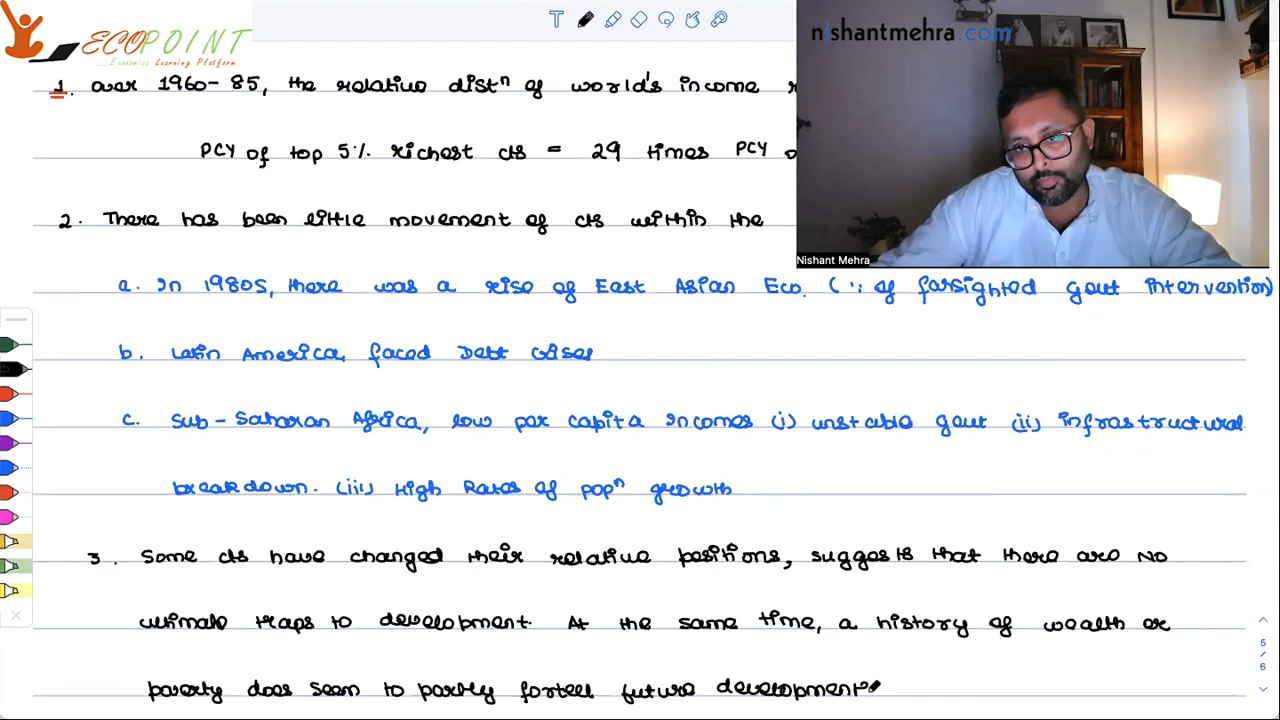 ECOPOINT
Economics Learning Platform
nishantmehra.com
1. over 1960-85, the relative distⁿ of world's income
PCY of top 5% richest cts = 29 times PCY
2. There has been little movement of cts within the
Nishant Mehra
a. In 1980s, there was a rise of East Asian Eco. (∵ of farsighted Govt intervention)
b. Latin America, faced Debt crises
c. Sub-Saharan Africa, low per capita Incomes (i) unstable govt (ii) infrastructural
breakdown. (iii) High Rates of popⁿ growth
3. Some cts have changed their relative positions, suggests that there are No
ultimate traps to development. At the same time, a history of wealth or
poverty does seem to partly fortell future development
5
/
6